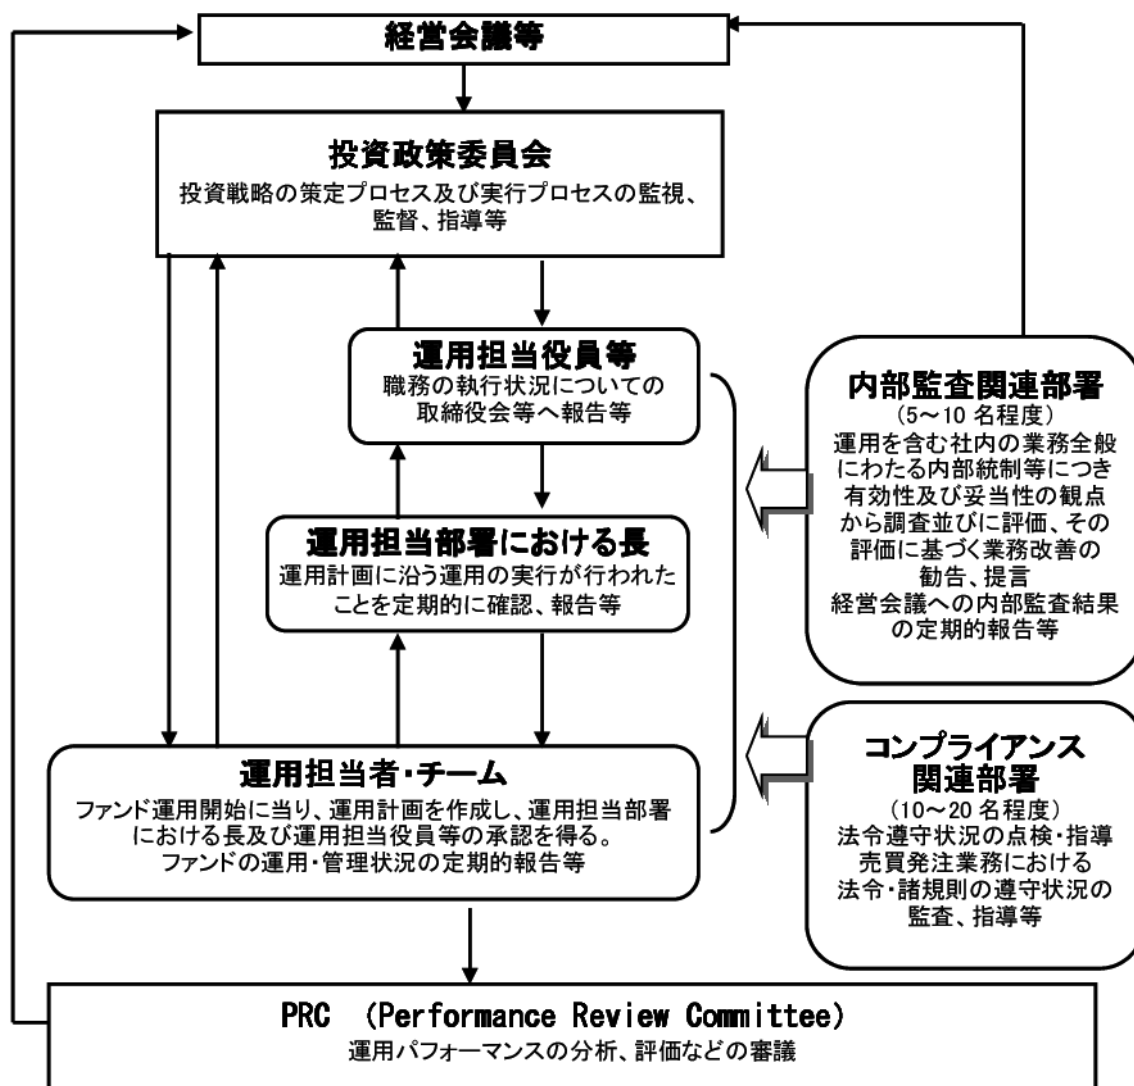 経営会議等
投資政策委員会
投資戦略の策定プロセス及び実行プロセスの監視、
監督、指導等
運用担当役員等
職務の執行状況についての
取締役会等へ報告等
運用担当部署における長
運用計画に沿う運用の実行が行われた
ことを定期的に確認、報告等
運用担当者・チーム
ファンド運用開始に当り、運用計画を作成し、運用担当部署
における長及び運用担当役員等の承認を得る。
ファンドの運用・管理状況の定期的報告等
内部監査関連部署
(5～10 名程度)
運用を含む社内の業務全般
にわたる内部統制等につき
有効性及び妥当性の観点
から調査並びに評価、その
評価に基づく業務改善の
勧告、提言
経営会議への内部監査結果
の定期的報告等
コンプライアンス
関連部署
(10～20 名程度)
法令遵守状況の点検・指導
売買発注業務における
法令・諸規則の遵守状況の
監査、指導等
PRC (Performance Review Committee)
運用パフォーマンスの分析、評価などの審議